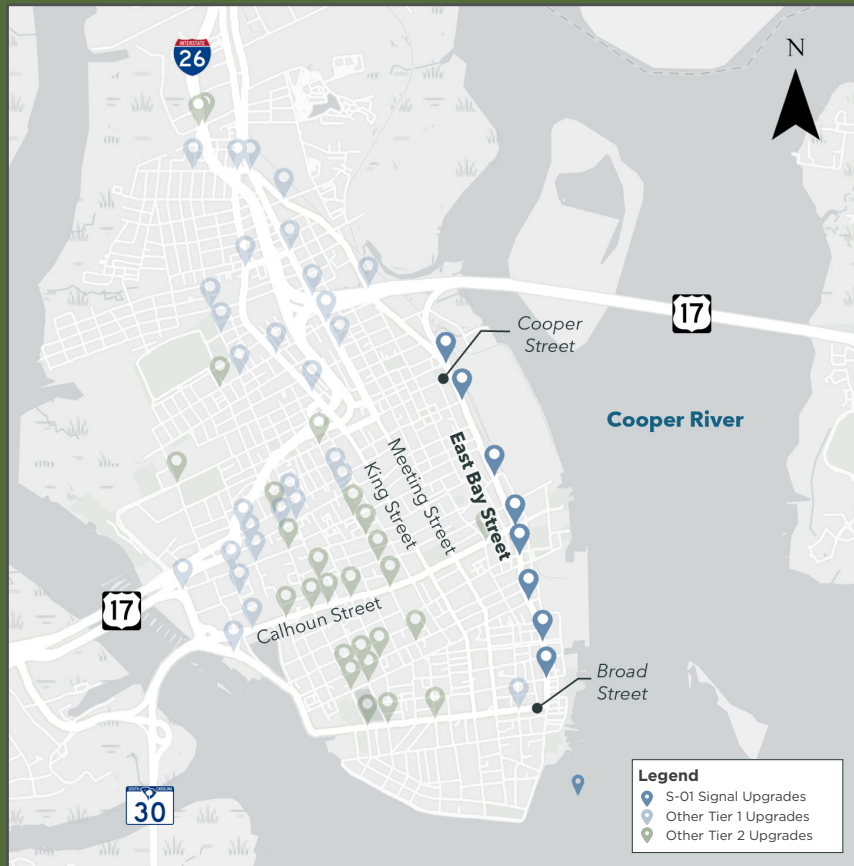 INTERSTATE
26
N
17
Cooper
Street
Cooper River
East Bay Street
Meeting Street
King Street
17
Calhoun Street
Broad
Street
SOUTH CAROLINA
30
Legend
S-01 Signal Upgrades
Other Tier 1 Upgrades
Other Tier 2 Upgrades